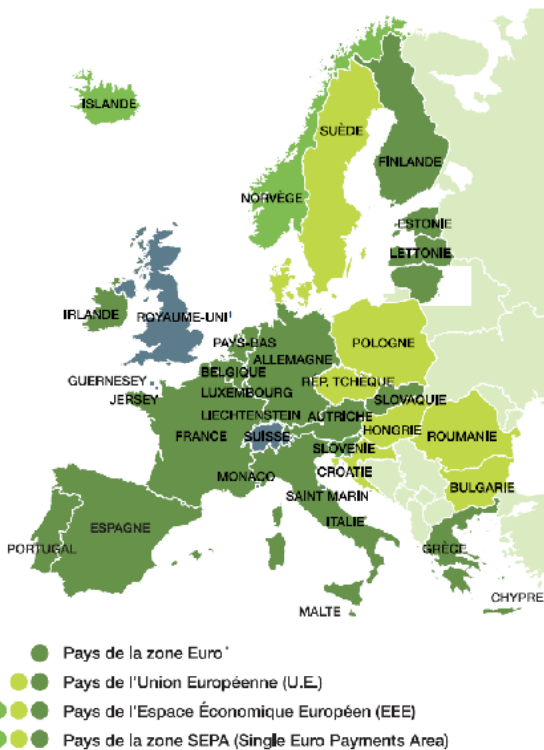 ISLANDE
SUÈDE
FINLANDE
NORVÈGE
ESTONIE
LETTONIE
IRLANDE
ROYAUME-UNI¹
PAYS-BAS
POLOGNE
ALLEMAGNE
BELGIQUE
GUERNESEY
RÉP. TCHÈQUE
JERSEY
LUXEMBOURG
SLOVAQUIE
LIECHTENSTEIN
AUTRICHE
FRANCE
SUISSE
HONGRIE
ROUMANIE
SLOVÉNIE
MONACO
CROATIE
BULGARIE
SAINT MARIN
ITALIE
ESPAGNE
PORTUGAL
GRÈCE
CHYPRE
MALTE
Pays de la zone Euro*
Pays de l'Union Européenne (U.E.)
Pays de l'Espace Économique Européen (EEE)
Pays de la zone SEPA (Single Euro Payments Area)